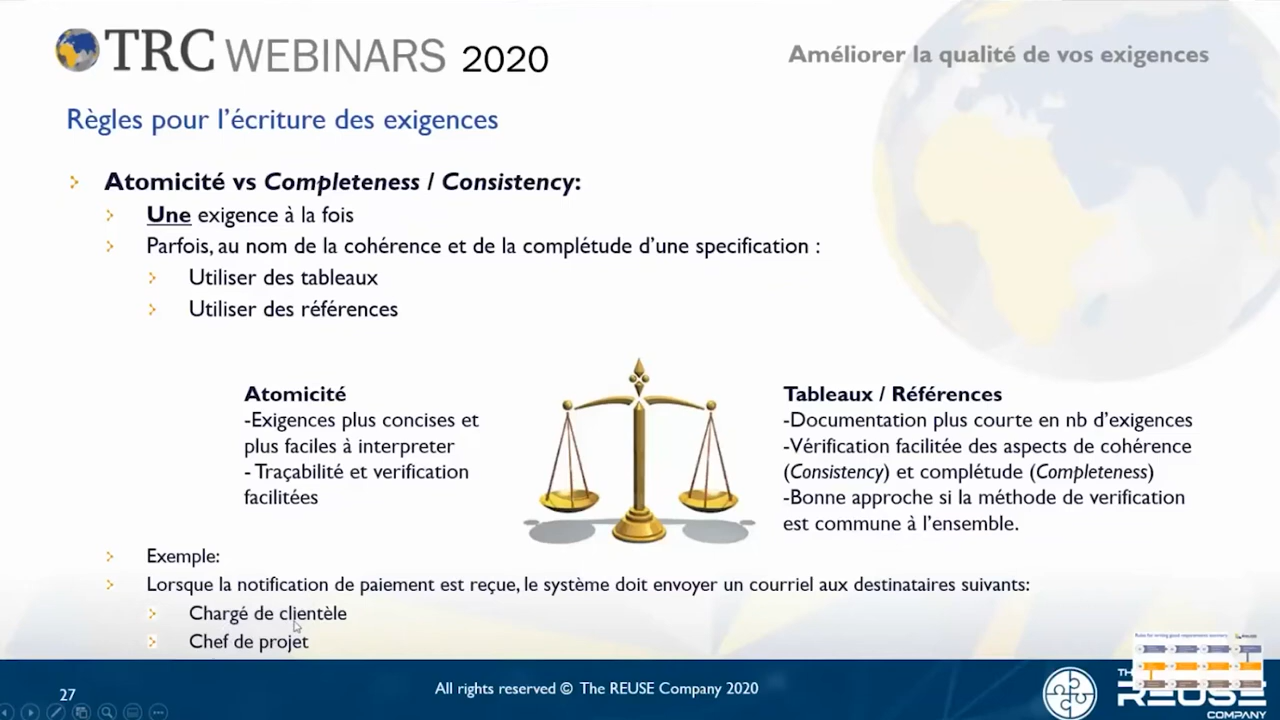 TRC WEBINARS 2020
Améliorer la qualité de vos exigences
Règles pour l'écriture des exigences
Atomicité vs Completeness / Consistency:
Une exigence à la fois
Parfois, au nom de la cohérence et de la complétude d'une specification :
Utiliser des tableaux
Utiliser des références
Atomicité
-Exigences plus concises et
plus faciles à interpreter
- Traçabilité et verification
facilitées
Tableaux / Références
-Documentation plus courte en nb d'exigences
-Vérification facilitée des aspects de cohérence
(Consistency) et complétude (Completeness)
-Bonne approche si la méthode de verification
est commune à l'ensemble.
Exemple:
Lorsque la notification de paiement est reçue, le système doit envoyer un courriel aux destinataires suivants:
Chargé de clientèle
Chef de projet
27
All rights reserved © The REUSE Company 2020
REUSE
COMPANY